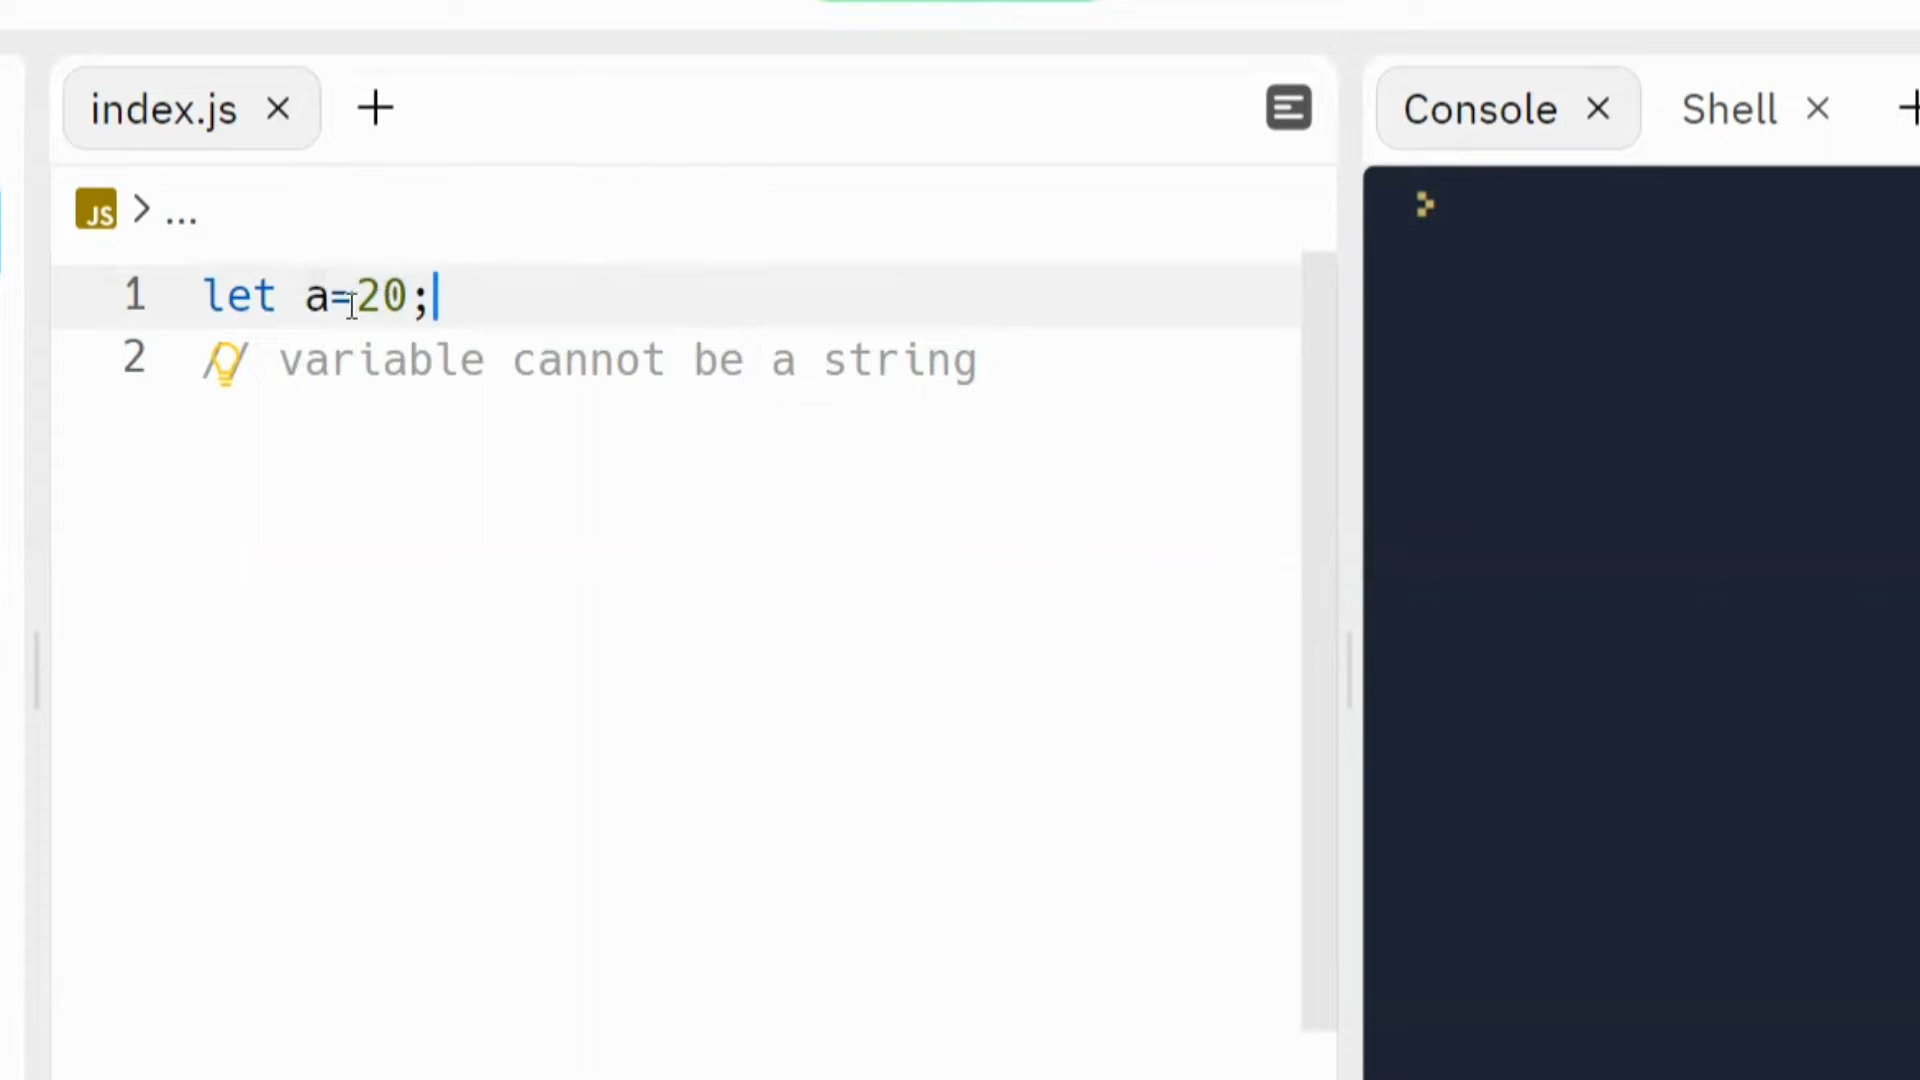 index.js
Console Shell
JS > ...
1 let a=20;
2 // variable cannot be a string
>